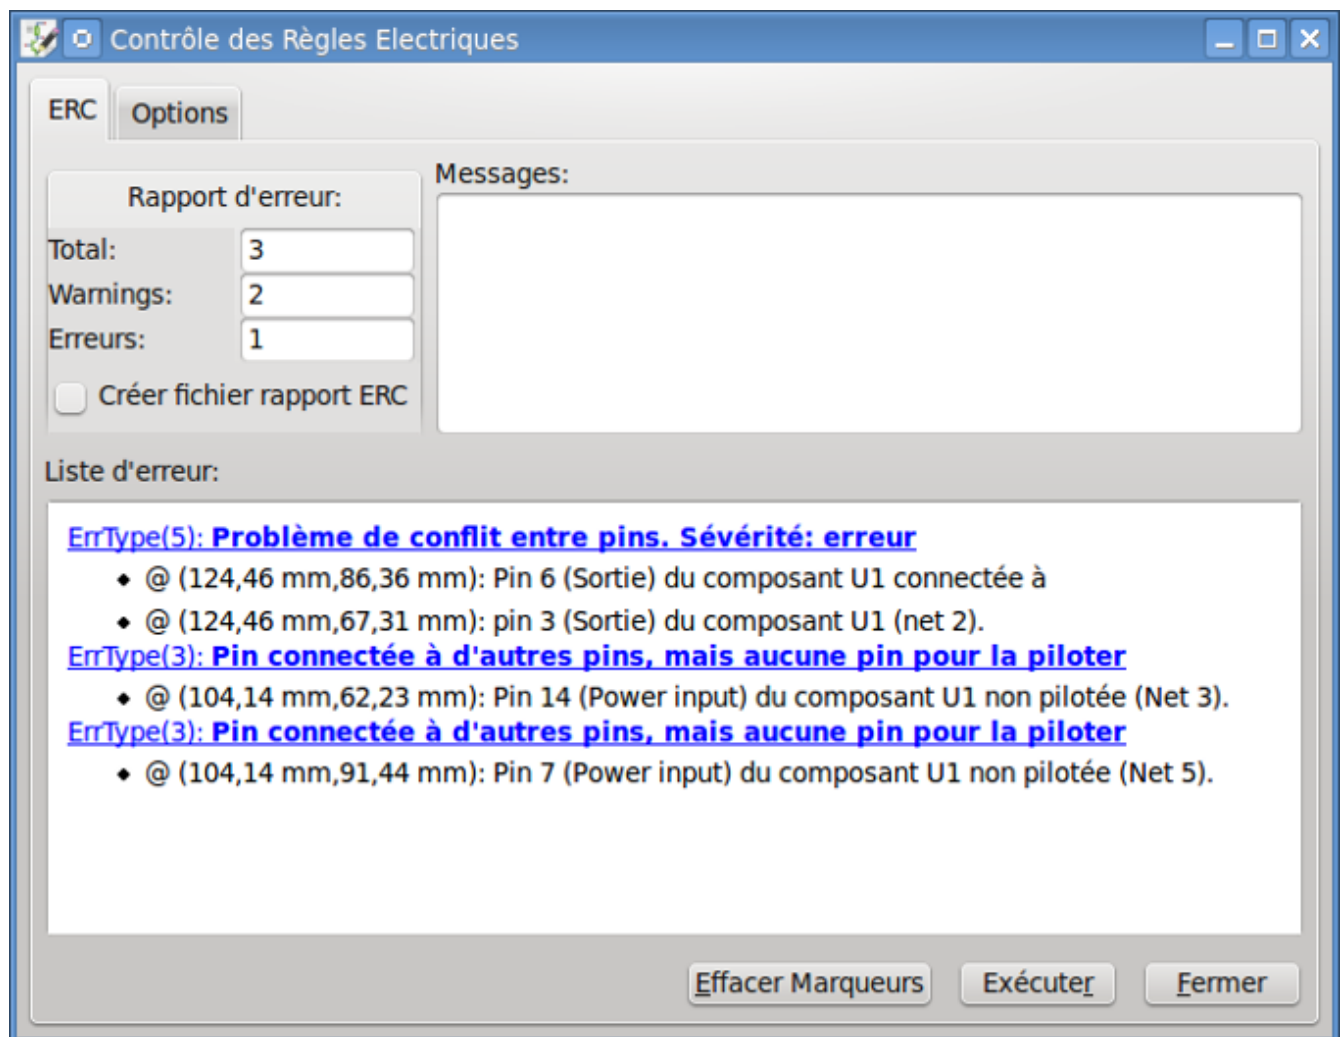 Contrôle des Règles Electriques
ERC Options
Rapport d'erreur:
Messages:
Total: 3
Warnings: 2
Erreurs: 1
Créer fichier rapport ERC
Liste d'erreur:
ErrType(5): Problème de conflit entre pins. Sévérité: erreur
@ (124,46 mm,86,36 mm): Pin 6 (Sortie) du composant U1 connectée à
@ (124,46 mm,67,31 mm): pin 3 (Sortie) du composant U1 (net 2).
ErrType(3): Pin connectée à d'autres pins, mais aucune pin pour la piloter
@ (104,14 mm,62,23 mm): Pin 14 (Power input) du composant U1 non pilotée (Net 3).
ErrType(3): Pin connectée à d'autres pins, mais aucune pin pour la piloter
@ (104,14 mm,91,44 mm): Pin 7 (Power input) du composant U1 non pilotée (Net 5).
Effacer Marqueurs Exécuter Fermer